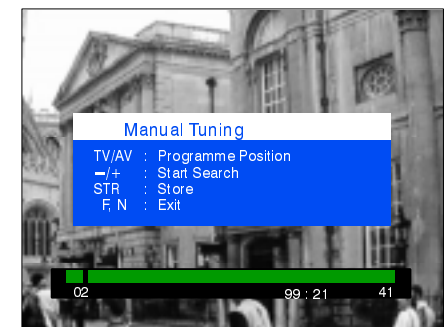 Manual Tuning
TV/AV : Programme Position
–/+ : Start Search
STR : Store
F, N : Exit
02 99 : 21 41